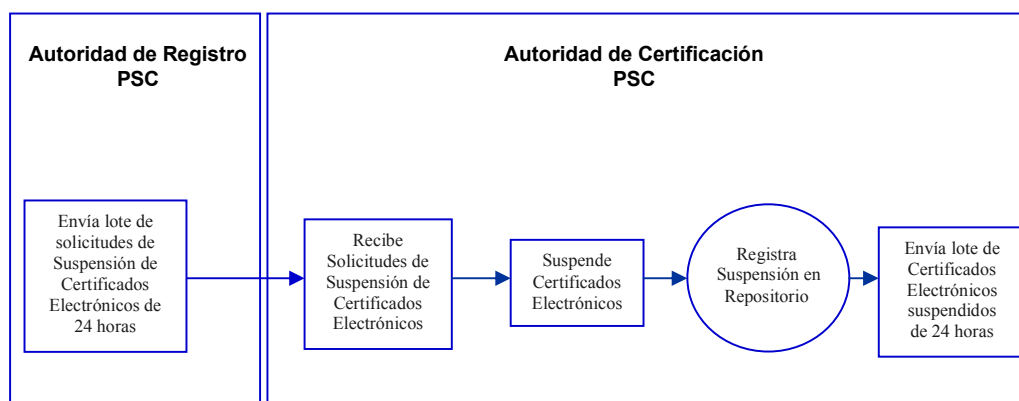 Autoridad de Registro
PSC
Autoridad de Certificación
PSC
Envía lote de
solicitudes de
Suspensión de
Certificados
Electrónicos de
24 horas
Recibe
Solicitudes de
Suspensión de
Certificados
Electrónicos
Suspende
Certificados
Electrónicos
Registra
Suspensión en
Repositorio
Envía lote de
Certificados
Electrónicos
suspendidos
de 24 horas